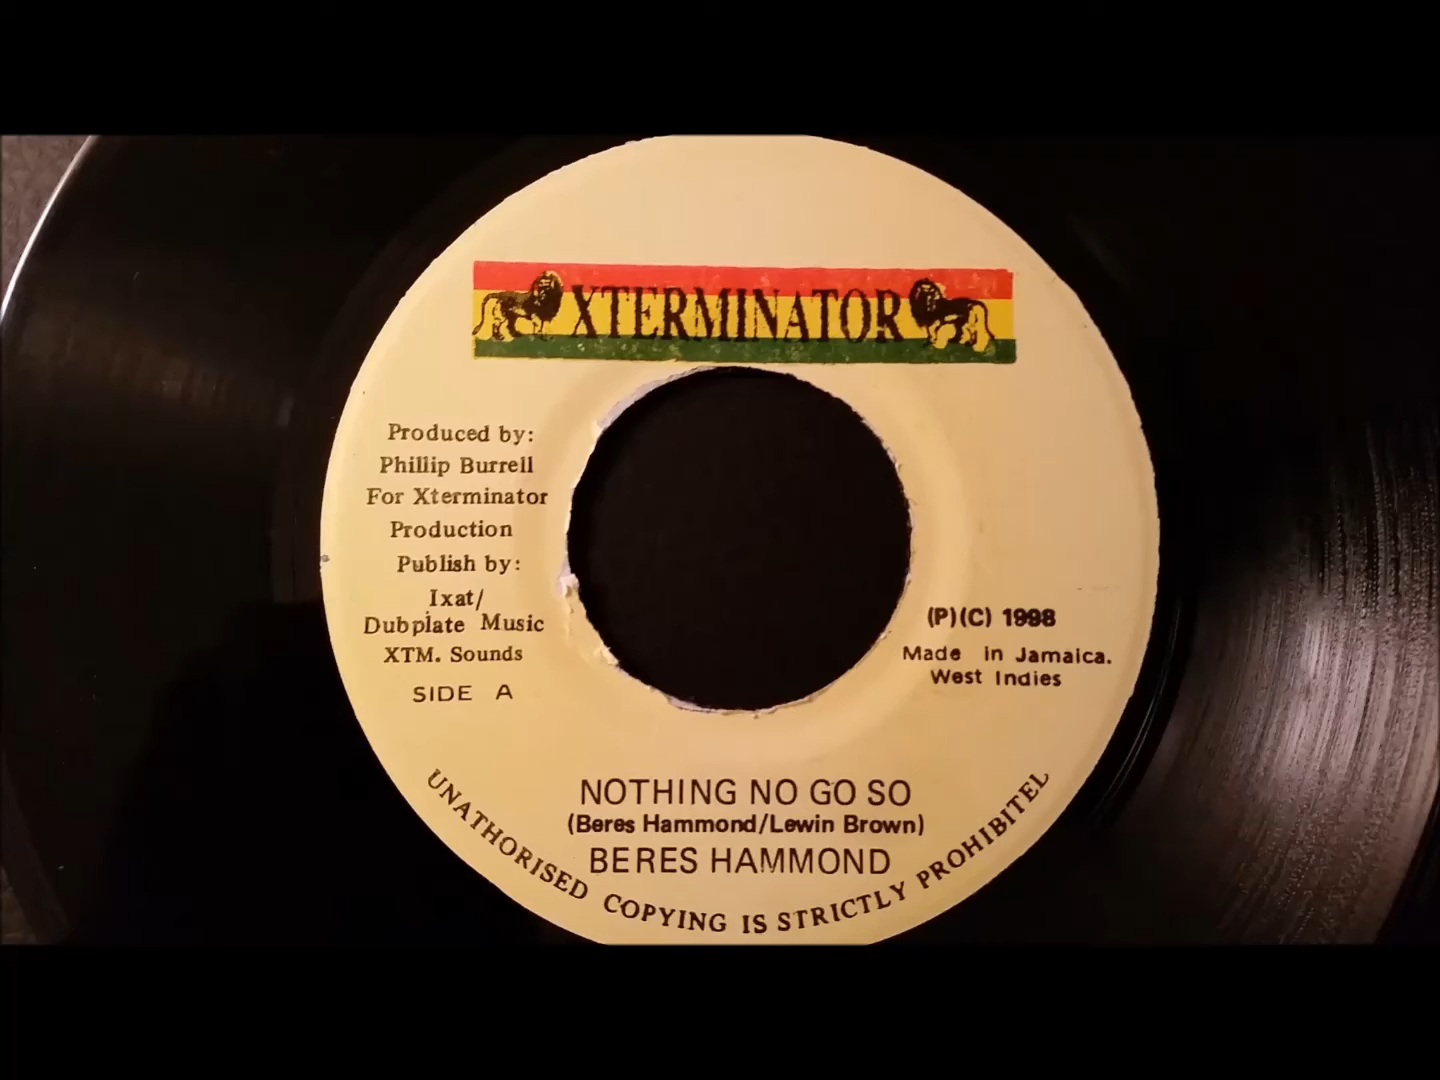 XTERMINATOR
Produced by:
Phillip Burrell
For Xterminator
Production
Publish by:
Ixat/
Dubplate Music
XTM. Sounds
SIDE A
(P)(C) 1998
Made in Jamaica.
West Indies
NOTHING NO GO SO
(Beres Hammond/Lewin Brown)
BERES HAMMOND
UNATHORISED COPYING IS STRICTLY PROHIBITEL